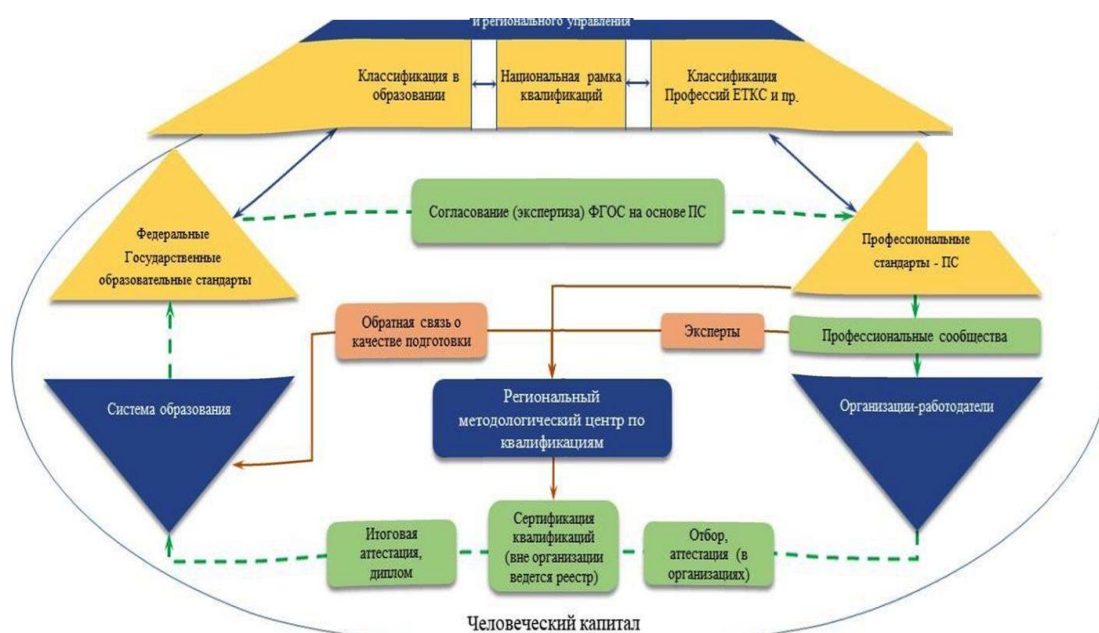 и регионального управления
Классификация в
образовании
Национальная рамка
квалификаций
Классификация
Профессий ЕТКС и пр.
Согласование (экспертиза) ФГОС на основе ПС
Федеральные
Государственные
образовательные стандарты
Профессиональные
стандарты - ПС
Обратная связь о
качестве подготовки
Эксперты
Профессиональные сообщества
Система образования
Региональный
методологический центр по
квалификациям
Организации-работодатели
Итоговая
аттестация,
диплом
Сертификация
квалификаций
(вне организации
ведется реестр)
Отбор,
аттестация (в
организациях)
Человеческий капитал